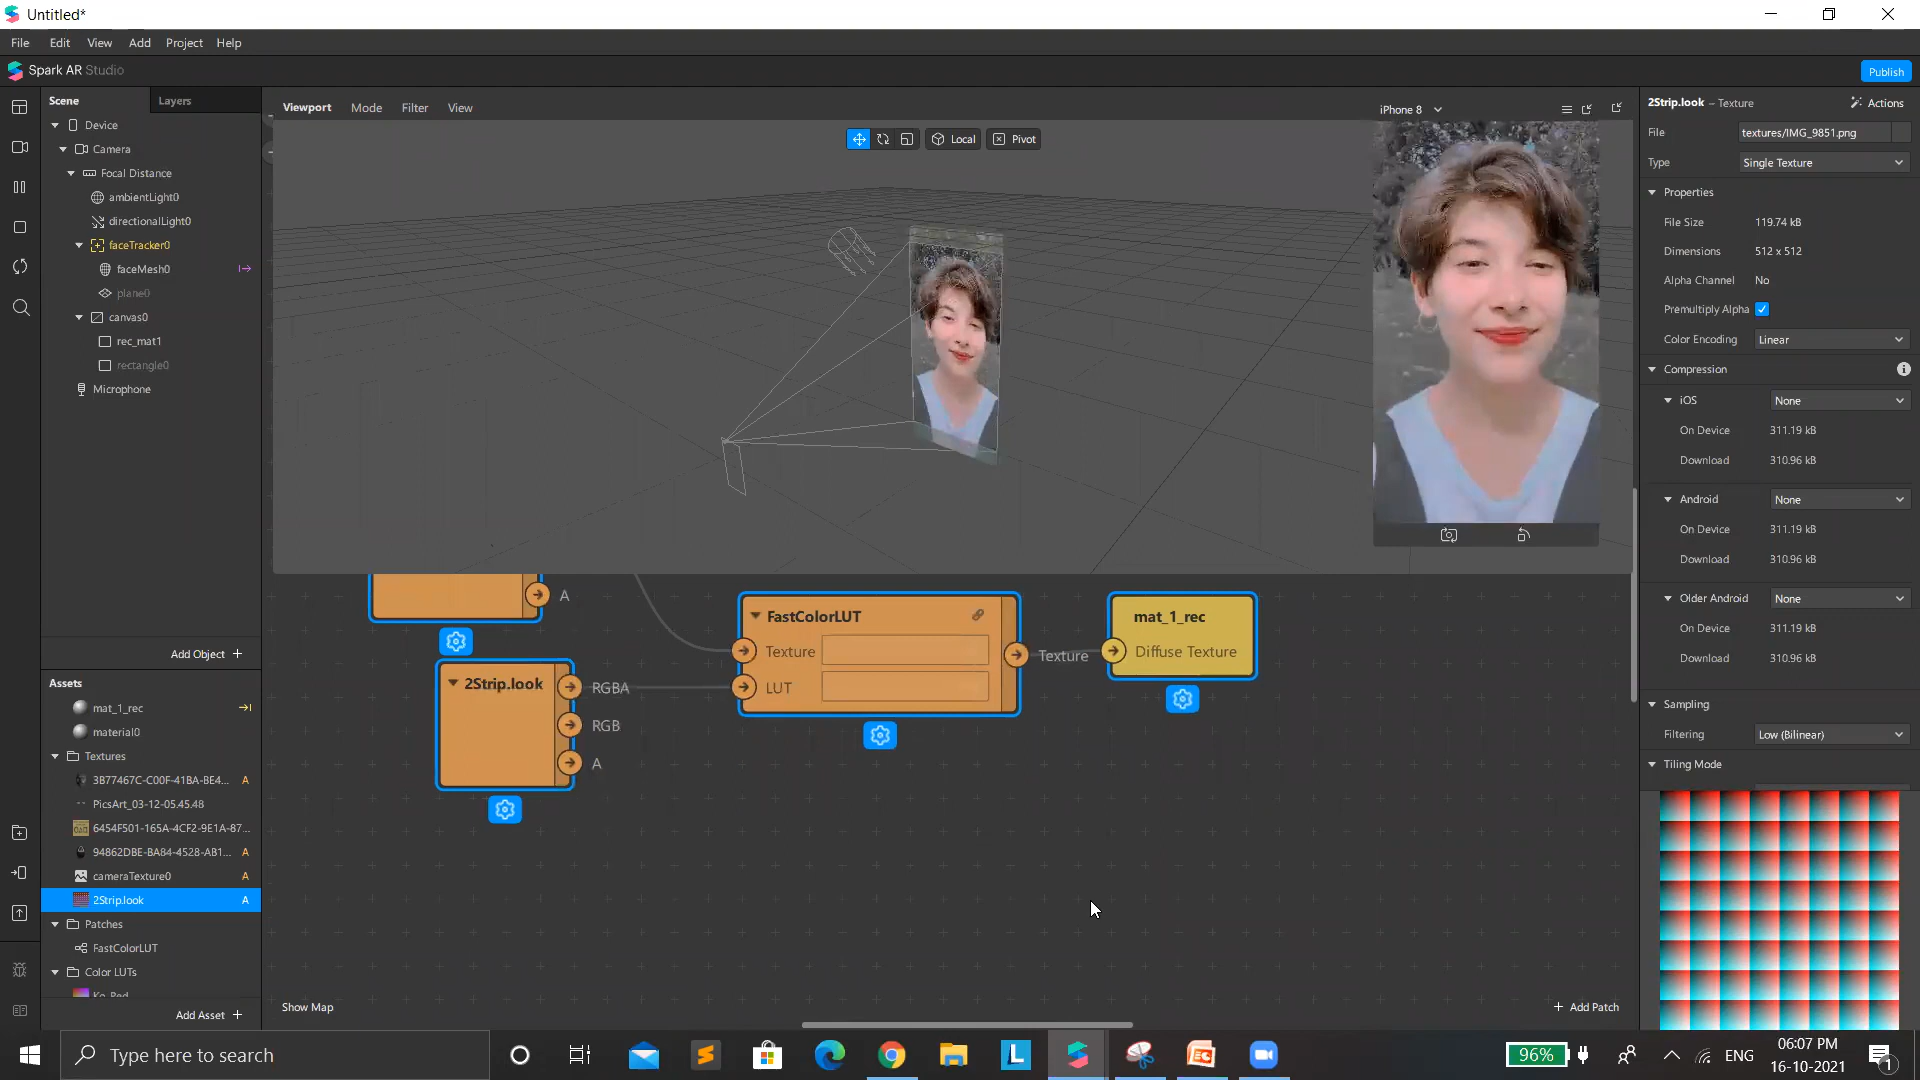 Untitled*
File Edit View Add Project Help
Spark AR Studio
Publish
Scene Layers
Device
Camera
Focal Distance
ambientLight0
directionalLight0
faceTracker0
faceMesh0
plane0
canvas0
rec_mat1
rectangle0
Microphone
Add Object +
Assets
mat_1_rec
material0
Textures
3B77467C-C00F-41BA-BE4... A
PicsArt_03-12-05.45.48
6454F501-165A-4CF2-9E1A-87...
94862DBE-BA84-4528-AB1... A
cameraTexture0 A
2Strip.look A
Patches
FastColorLUT
Color LUTs
Ko_Red
Add Asset +
Viewport Mode Filter View
Local Pivot
iPhone 8
A
2Strip.look
RGBA
RGB
A
FastColorLUT
Texture
LUT
Texture
mat_1_rec
Diffuse Texture
Show Map
+ Add Patch
2Strip.look – Texture
Actions
File textures/IMG_9851.png
Type Single Texture
Properties
File Size 119.74 kB
Dimensions 512 x 512
Alpha Channel No
Premultiply Alpha
Color Encoding Linear
Compression
iOS None
On Device 311.19 kB
Download 310.96 kB
Android None
On Device 311.19 kB
Download 310.96 kB
Older Android None
On Device 311.19 kB
Download 310.96 kB
Sampling
Filtering Low (Bilinear)
Tiling Mode
Type here to search
96%
ENG
06:07 PM
16-10-2021
1